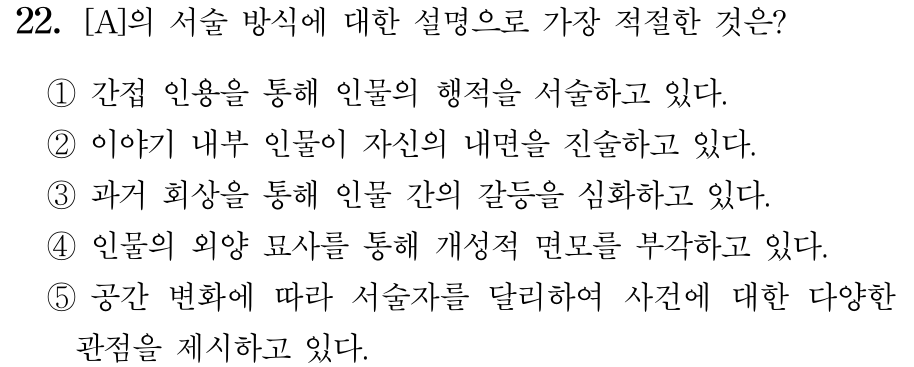 22. [A]의 서술 방식에 대한 설명으로 가장 적절한 것은?
① 간접 인용을 통해 인물의 행적을 서술하고 있다.
② 이야기 내부 인물이 자신의 내면을 진술하고 있다.
③ 과거 회상을 통해 인물 간의 갈등을 심화하고 있다.
④ 인물의 외양 묘사를 통해 개성적 면모를 부각하고 있다.
⑤ 공간 변화에 따라 서술자를 달리하여 사건에 대한 다양한
관점을 제시하고 있다.